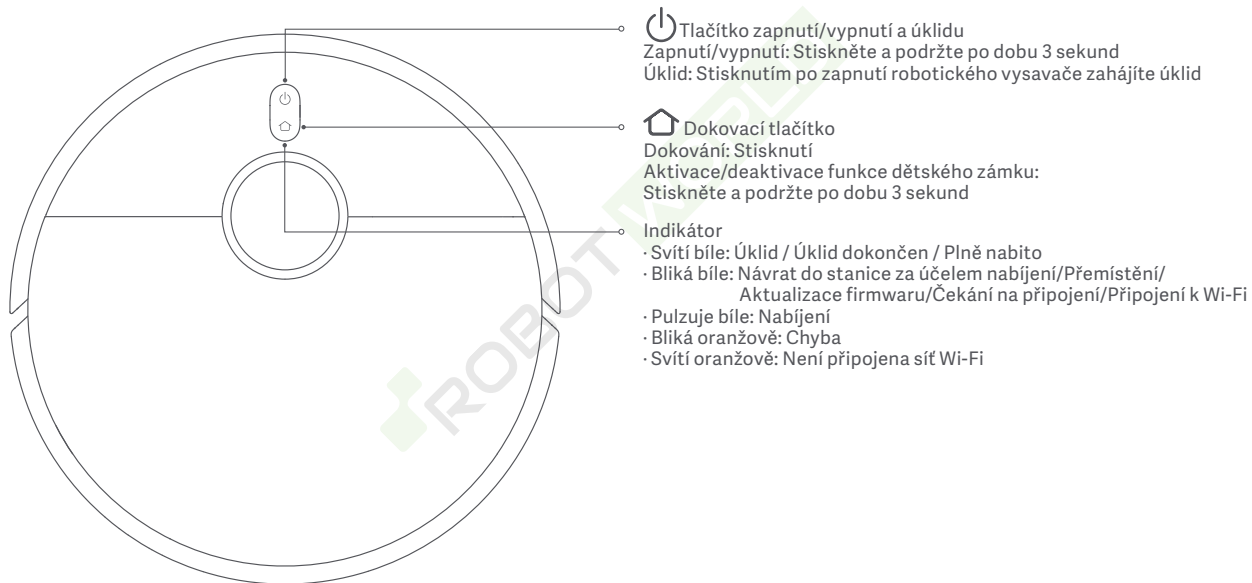 Tlačítko zapnutí/vypnutí a úklidu
Zapnutí/vypnutí: Stiskněte a podržte po dobu 3 sekund
Úklid: Stisknutím po zapnutí robotického vysavače zahájíte úklid
Dokovací tlačítko
Dokování: Stisknutí
Aktivace/deaktivace funkce dětského zámku:
Stiskněte a podržte po dobu 3 sekund
Indikátor
· Svítí bíle: Úklid / Úklid dokončen / Plně nabito
· Bliká bíle: Návrat do stanice za účelem nabíjení/Přemístění/
Aktualizace firmwaru/Čekání na připojení/Připojení k Wi-Fi
· Pulzuje bíle: Nabíjení
· Bliká oranžově: Chyba
· Svítí oranžově: Není připojena síť Wi-Fi
ROBOT WORLD